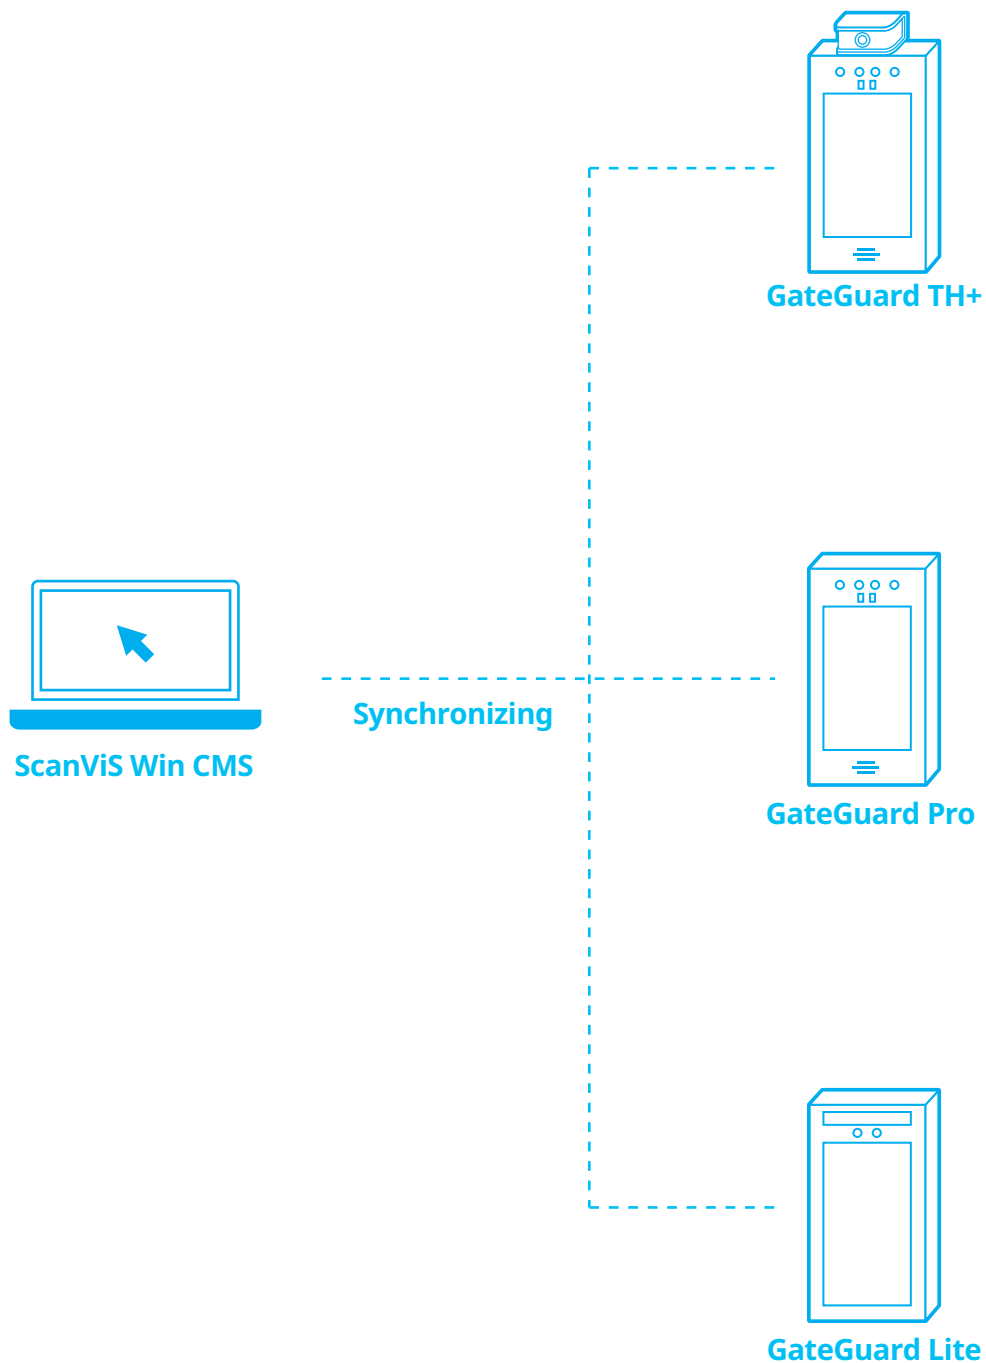 GateGuard TH+
Synchronizing
ScanViS Win CMS
GateGuard Pro
GateGuard Lite